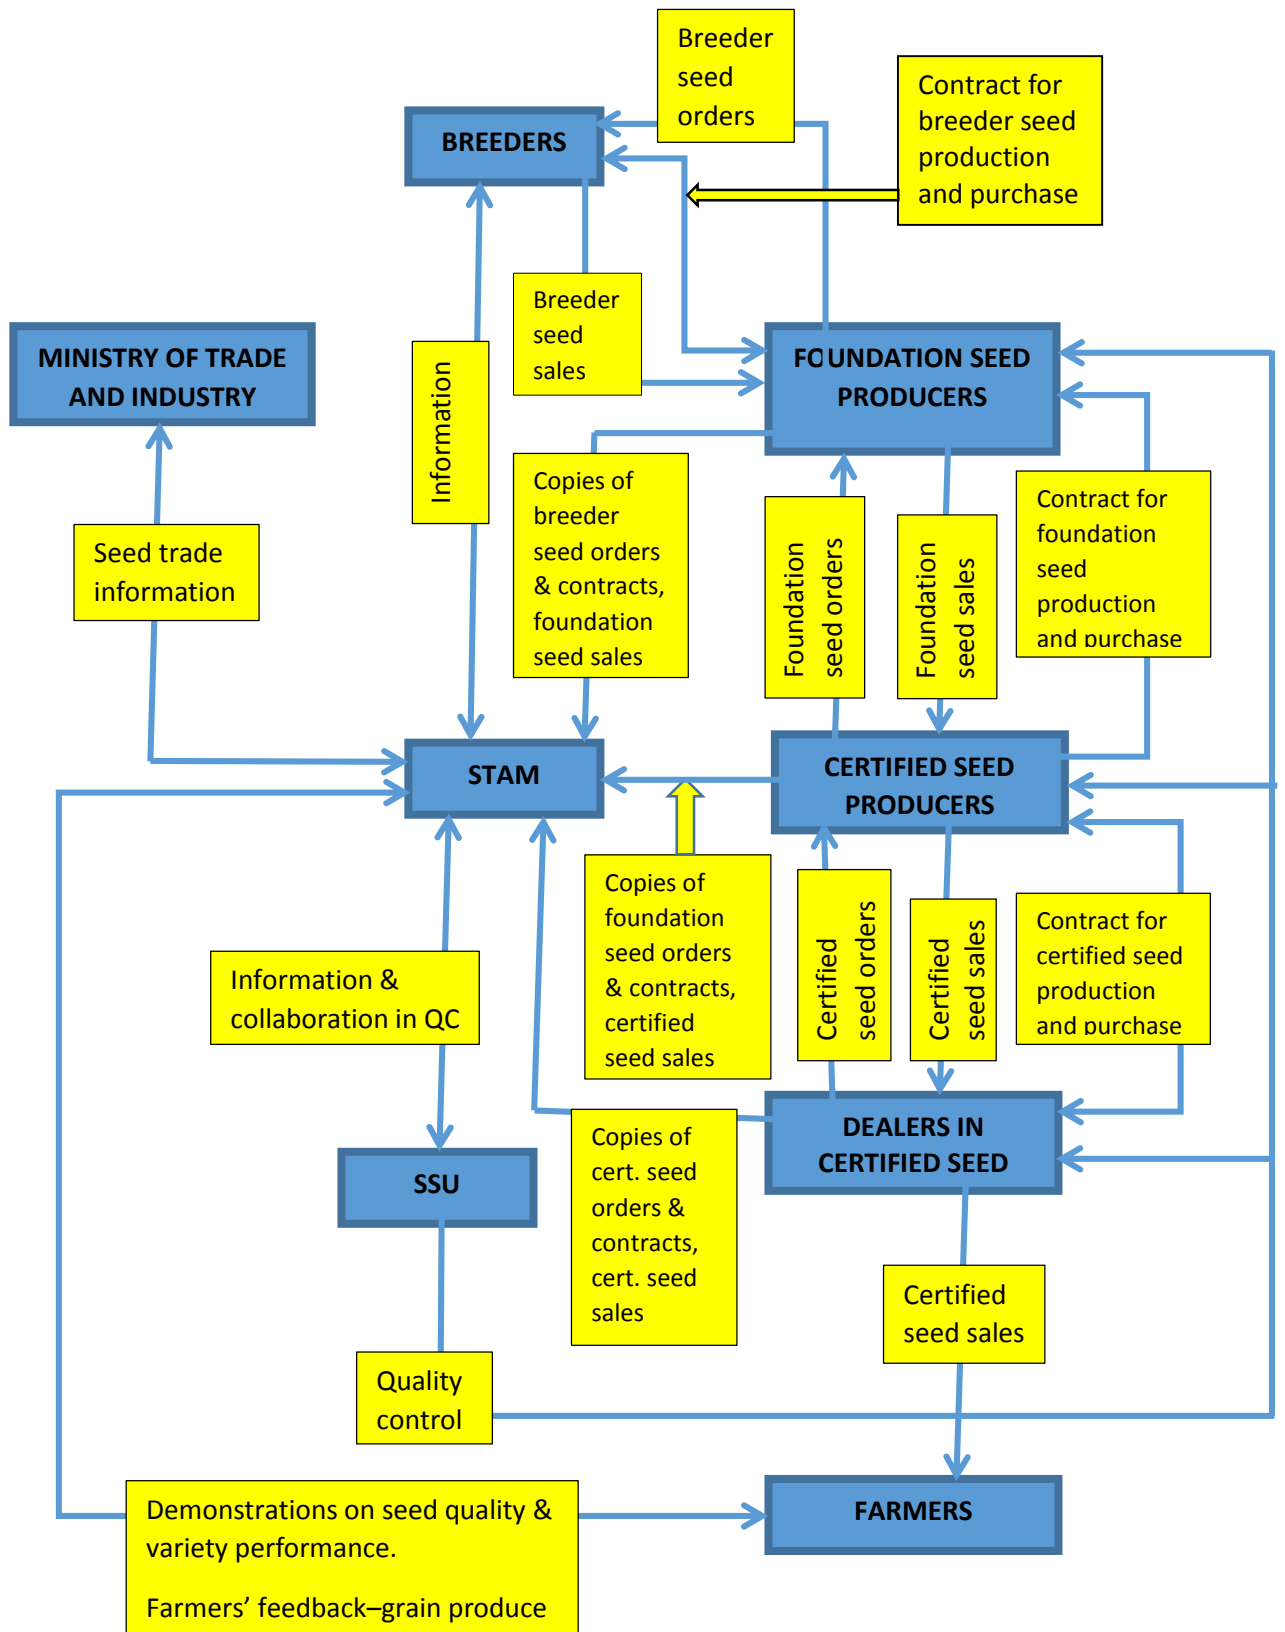 Breeder
seed
orders
Contract for
breeder seed
production
and purchase
BREEDERS
Breeder
seed
sales
MINISTRY OF TRADE
AND INDUSTRY
FOUNDATION SEED
PRODUCERS
Information
Copies of
breeder
seed orders
& contracts,
foundation
seed sales
Foundation
seed orders
Foundation
seed sales
Contract for
foundation
seed
production
and purchase
Seed trade
information
STAM
CERTIFIED SEED
PRODUCERS
Copies of
foundation
seed orders
& contracts,
certified
seed sales
Certified
seed orders
Certified
seed sales
Contract for
certified seed
production
and purchase
Information &
collaboration in QC
DEALERS IN
CERTIFIED SEED
Copies of
cert. seed
orders &
contracts,
cert. seed
sales
SSU
Certified
seed sales
Quality
control
FARMERS
Demonstrations on seed quality &
variety performance.
Farmers’ feedback–grain produce